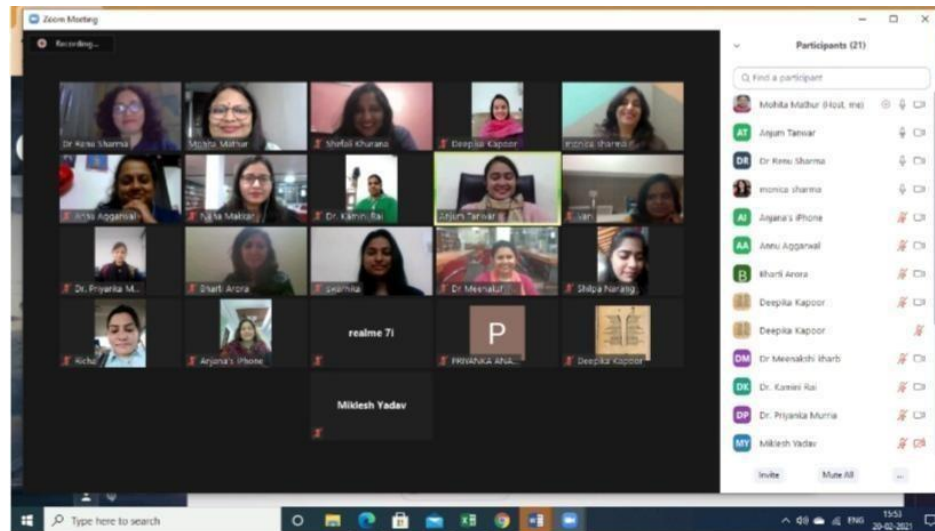 Zoom Meeting
Recording...
Dr Renu Sharma
Mohita Mathur
Shefali Khurana
Deepika Kapoor
monica sharma
Annu Aggarwal
Neha Makkar
Dr. Kamini Rai
Anjum Tanwar
Vani
Dr. Priyanka M...
Bharti Arora
swarnika
Dr Meenaksh
Shilpa Narang
Richa
Anjana's iPhone
realme 7i
P
PRIYANKA ANA...
Deepika Kapoor
Miklesh Yadav
Participants (21)
Find a participant
Mohita Mathur (Host, me)
AT Anjum Tanwar
DR Dr Renu Sharma
monica sharma
AI Anjana's iPhone
AA Annu Aggarwal
B Bharti Arora
Deepika Kapoor
Deepika Kapoor
DM Dr Meenakshi kharb
DK Dr. Kamini Rai
DP Dr. Priyanka Murria
MY Miklesh Yadav
Invite Mute All ...
Type here to search
ENG
15:53
20-02-2021